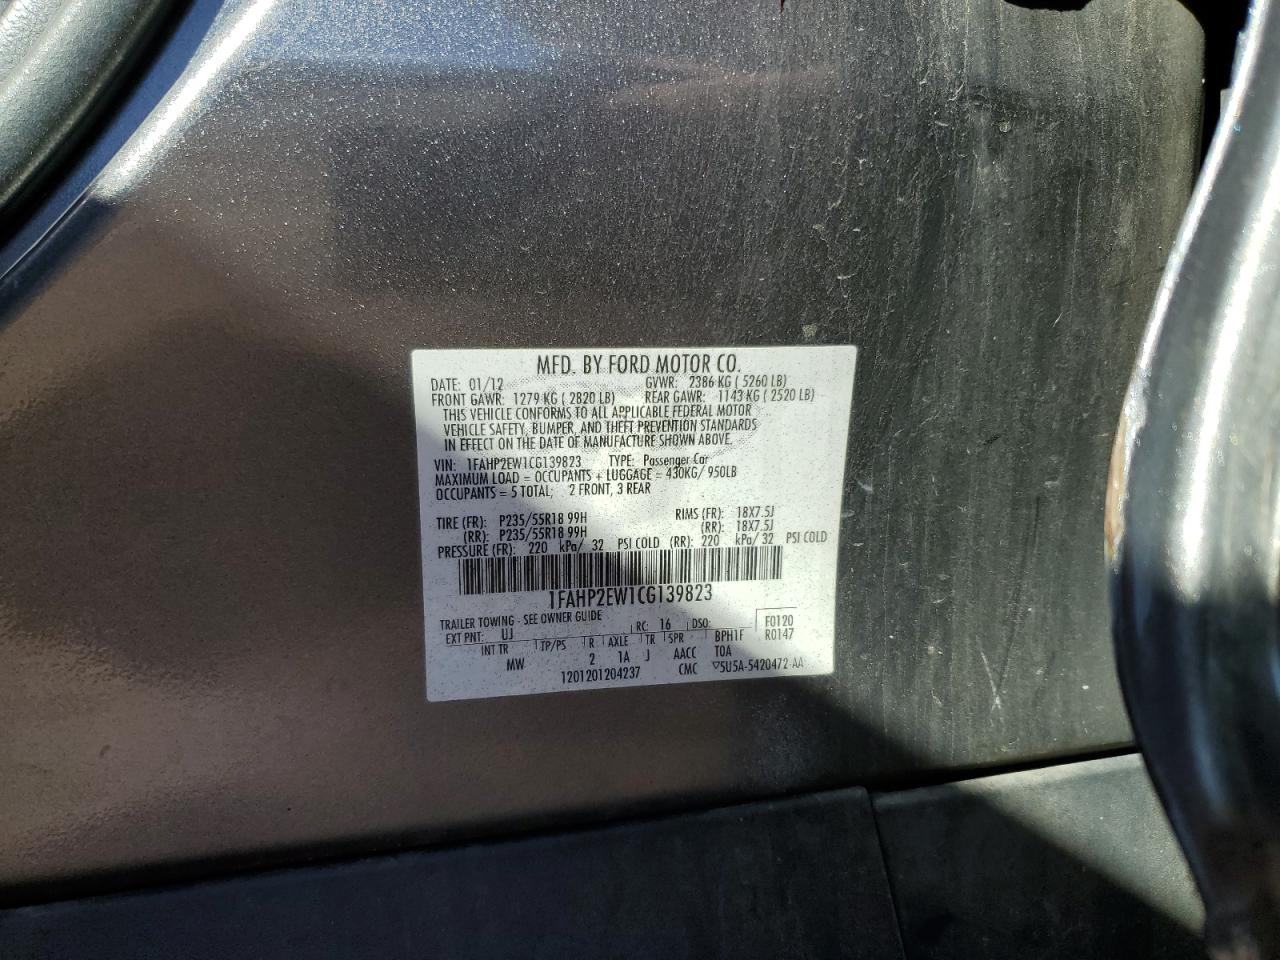 MFD. BY FORD MOTOR CO.
DATE: 01/12 GVWR: 2386 KG ( 5260 LB)
FRONT GAWR: 1279 KG ( 2820 LB) REAR GAWR: 1143 KG ( 2520 LB)
THIS VEHICLE CONFORMS TO ALL APPLICABLE FEDERAL MOTOR
VEHICLE SAFETY, BUMPER, AND THEFT PREVENTION STANDARDS
IN EFFECT ON THE DATE OF MANUFACTURE SHOWN ABOVE.
VIN: 1FAHP2EW1CG139823 TYPE: Passenger Car
MAXIMUM LOAD = OCCUPANTS + LUGGAGE = 430KG/ 950LB
OCCUPANTS = 5 TOTAL; 2 FRONT, 3 REAR
TIRE (FR): P235/55R18 99H RIMS (FR): 18X7.5J
(RR): P235/55R18 99H (RR): 18X7.5J
PRESSURE (FR): 220 kPa/ 32 PSI COLD (RR): 220 kPa/ 32 PSI COLD
1FAHP2EW1CG139823
TRAILER TOWING - SEE OWNER GUIDE F0120
EXT PNT: UJ RC: 16 DSO: R0147
INT TR TP/PS R AXLE TR SPR BPH1F
MW 2 1A J AACC TOA
1201201204237 CMC ▽5U5A-5420472-AA